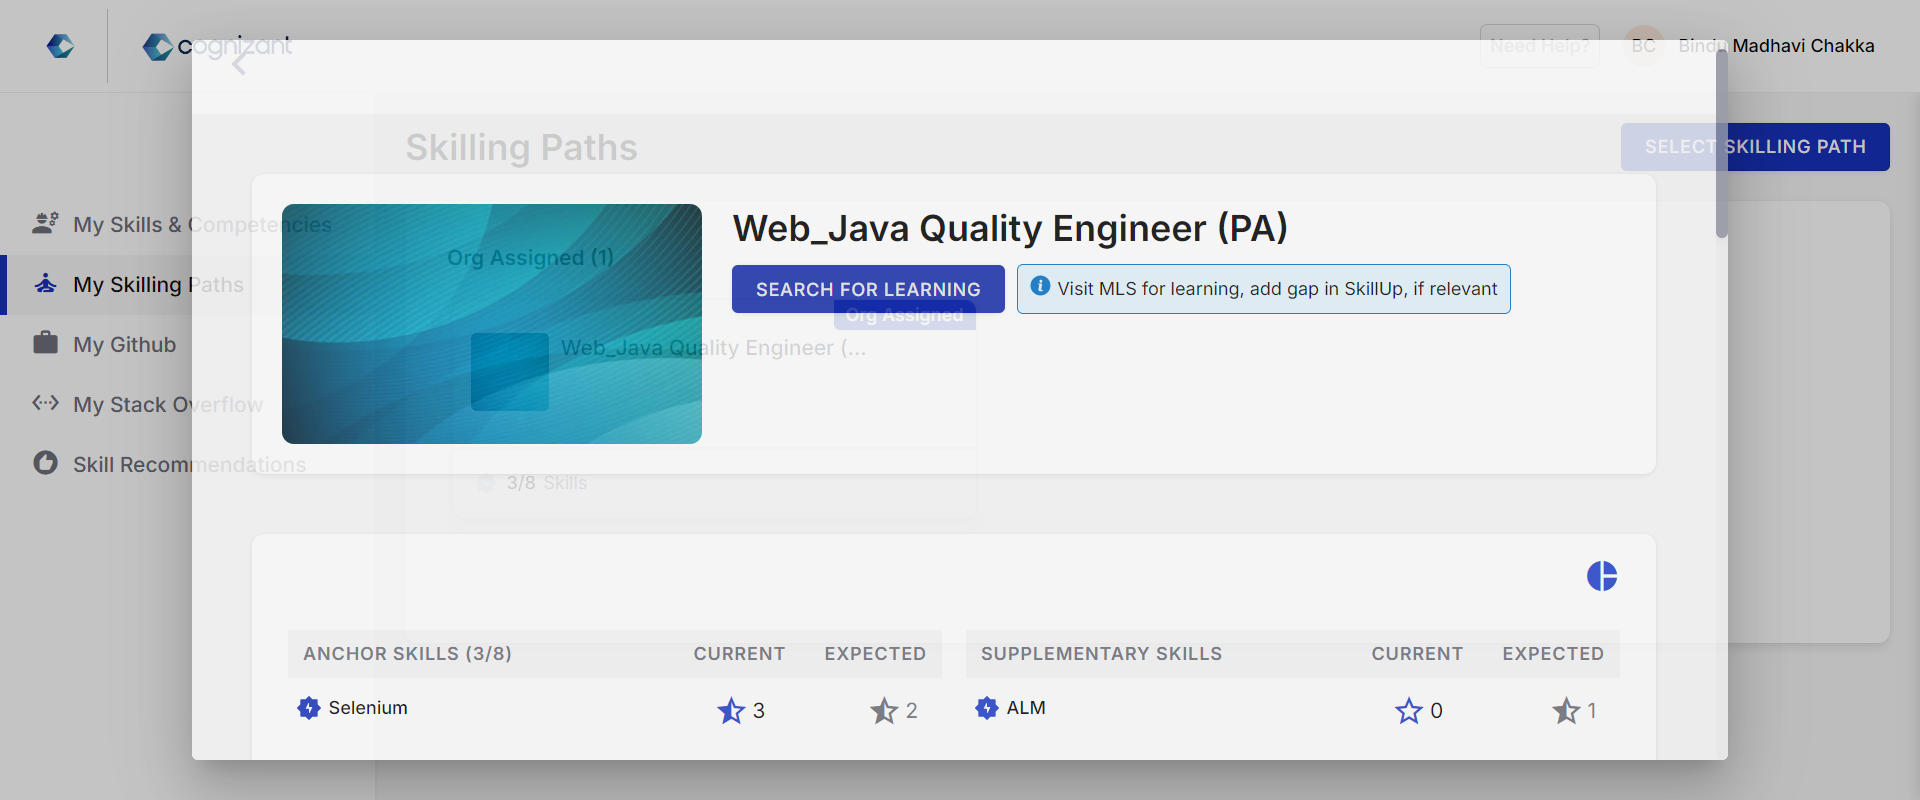 cognizant
Need Help?
BC
Bindu Madhavi Chakka
Skilling Paths
SELECT SKILLING PATH
My Skills & Competencies
My Skilling Paths
My Github
My Stack Overflow
Skill Recommendations
Org Assigned (1)
Org Assigned
Web_Java Quality Engineer (...
3/8 Skills
Web_Java Quality Engineer (PA)
SEARCH FOR LEARNING
Visit MLS for learning, add gap in SkillUp, if relevant
ANCHOR SKILLS (3/8) CURRENT EXPECTED
Selenium 3 2
SUPPLEMENTARY SKILLS CURRENT EXPECTED
ALM 0 1